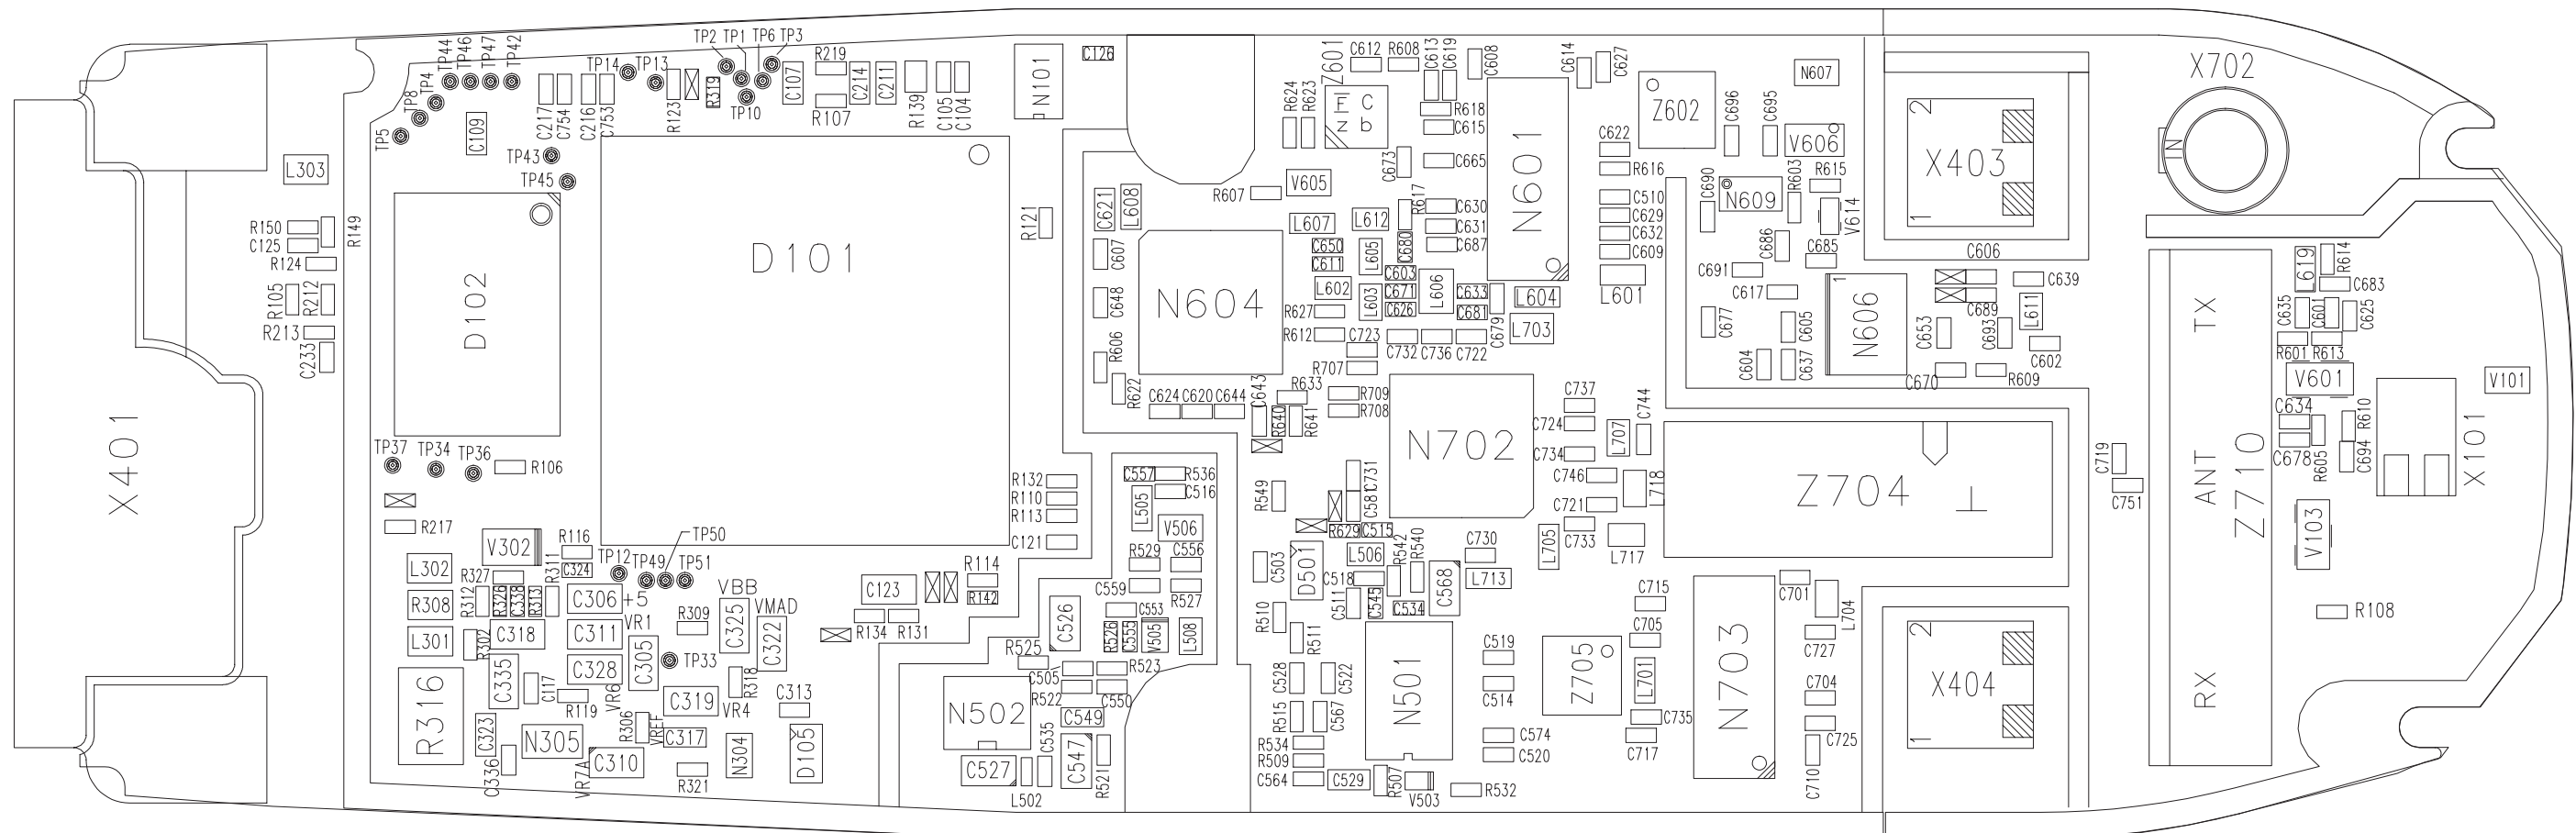 TP44
TP46
TP47
TP42
TP4
TP8
TP5
TP14
TP13
TP2
TP1
TP6
TP3
TP10
R319
R123
C217
C754
C216
C753
C109
TP43
TP45
C107
R219
R107
C214
C211
R139
C105
C104
N101
C126
L303
R150
C125
R149
R124
R105
R212
R213
C233
D102
D101
X401
R121
C621
L608
C607
C648
R606
R622
N604
C624
C620
C644
C643
R633
R640
R641
Z601
F C
z b
R624
R623
C612
R608
C613
C619
C608
R618
C615
C673
C665
V605
R607
L607
L612
R617
C630
C631
C687
C650
C611
L605
C680
C603
L602
L603
C671
C626
L606
C633
C681
C679
R627
R612
C723
C732
C736
C722
R707
R709
R708
N601
C614
C627
Z602
C622
R616
C510
C629
C632
C609
L601
L604
L703
N607
C696
C695
V606
R603
R615
C690
N609
V614
C686
C685
C691
C617
C677
C605
C604
C637
1
N606
X403
2
1
C606
C639
C689
L611
C653
C693
C602
C670
R609
X702
IN
TX
ANT
RX
Z710
L619
R614
C683
C635
C601
C625
R601
R613
V601
C634
C678
R605
R610
C694
X101
V101
V103
R108
C719
C751
N702
C737
C724
C734
L707
C744
C746
L718
C721
C733
L717
L705
Z704
TP37
TP34
TP36
R106
R217
V302
R116
C324
R311
TP12
TP49
TP50
TP51
L302
R327
R308
R312
R326
C338
R313
C306
+5
VR1
L301
R302
C318
C311
C305
TP33
R309
VBB
C325
VMAD
C322
C335
C117
C328
R119
VR6
R316
C323
C336
N305
R306
VREF
C319
VR4
R318
C313
C317
VR7A
C310
R321
N304
D105
C123
R114
R142
R134
R131
R132
R110
R113
C121
C557
R536
C516
L505
V506
R529
C556
C559
R527
C526
C553
R526
C555
V505
L508
R525
C505
R523
R522
C550
N502
C549
C535
C547
R521
C527
L502
R549
C731
C581
R629
C515
L506
R542
R540
C503
D501
C518
C511
C545
C534
C568
C730
L713
R510
R511
N501
C528
C522
R515
C567
R534
R509
C564
C529
R507
V503
R532
C519
C514
C574
C520
Z705
C715
C705
L701
C735
C717
N703
C701
L704
C727
C704
C725
C710
X404
2
1